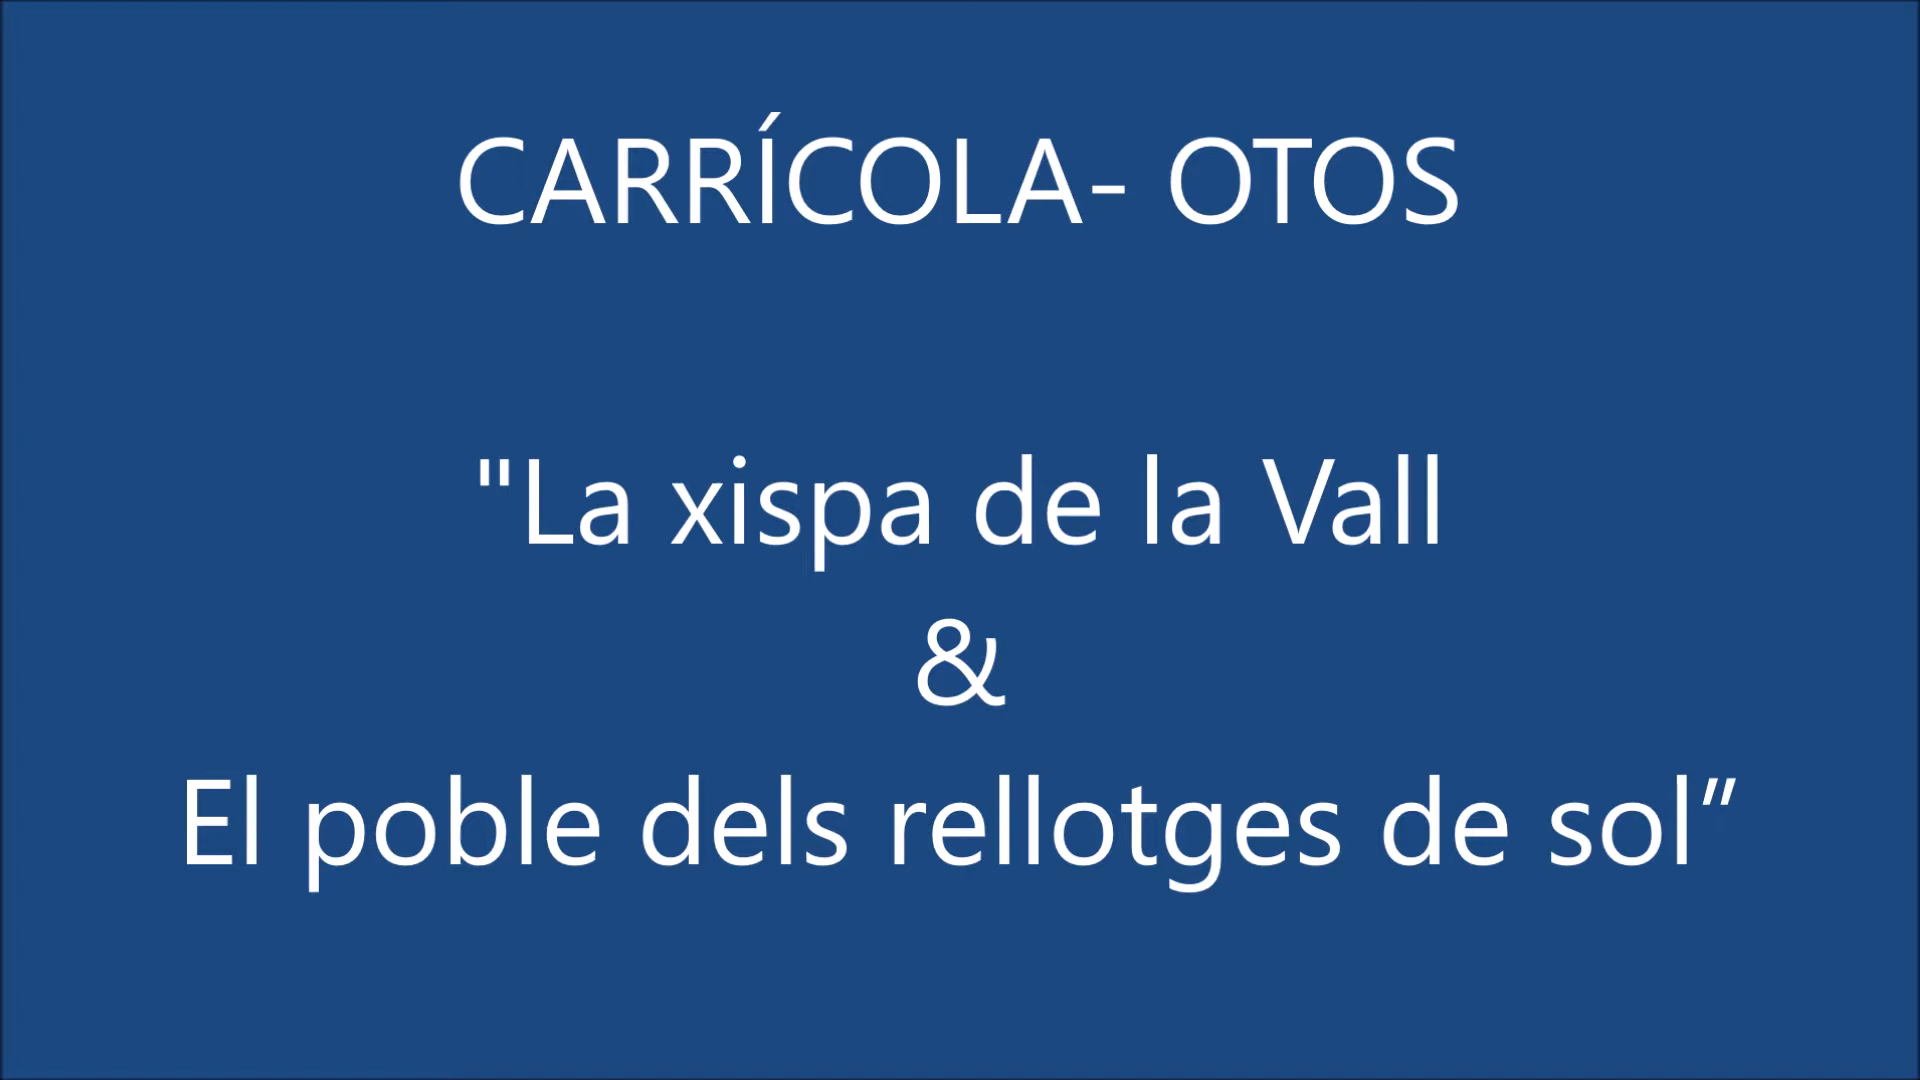 CARRÍCOLA- OTOS
"La xispa de la Vall
&
El poble dels rellotges de sol”